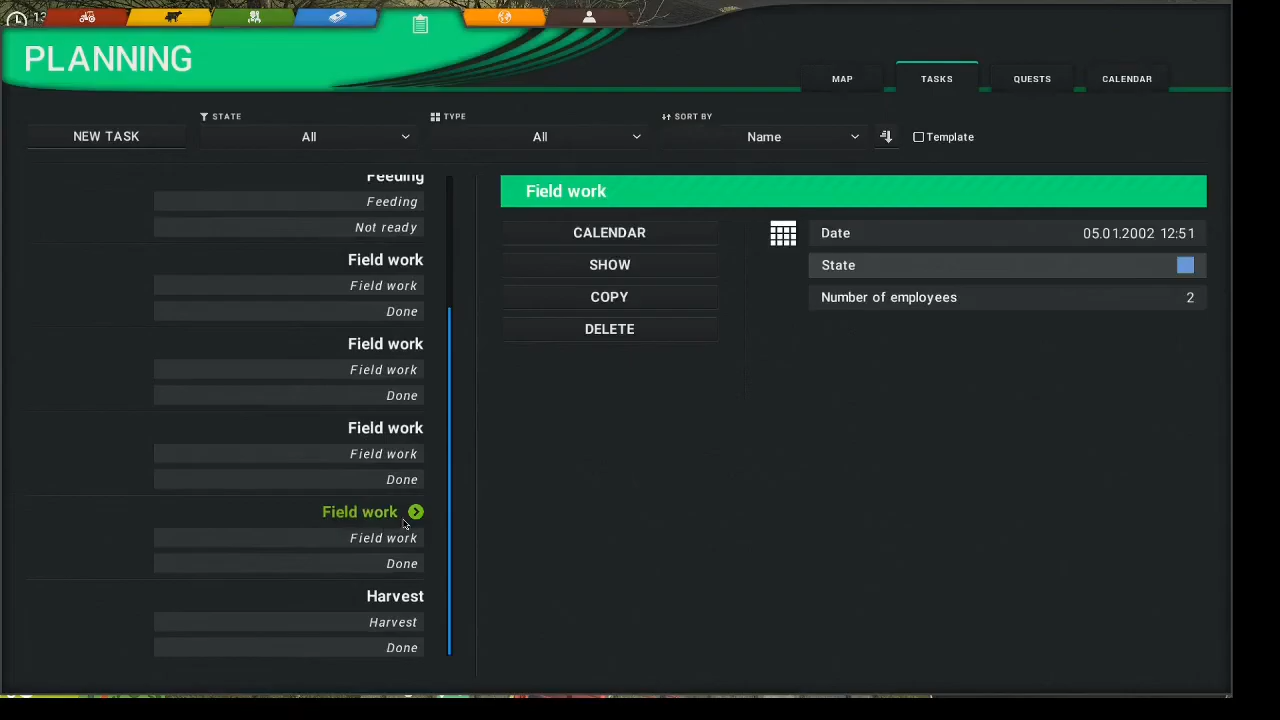 13
PLANNING
MAP
TASKS
QUESTS
CALENDAR
STATE
TYPE
SORT BY
NEW TASK
All
All
Name
Template
Feeding
Feeding
Not ready
Field work
Field work
Done
Field work
Field work
Done
Field work
Field work
Done
Field work
Field work
Done
Harvest
Harvest
Done
Field work
CALENDAR
SHOW
COPY
DELETE
Date 05.01.2002 12:51
State
Number of employees 2